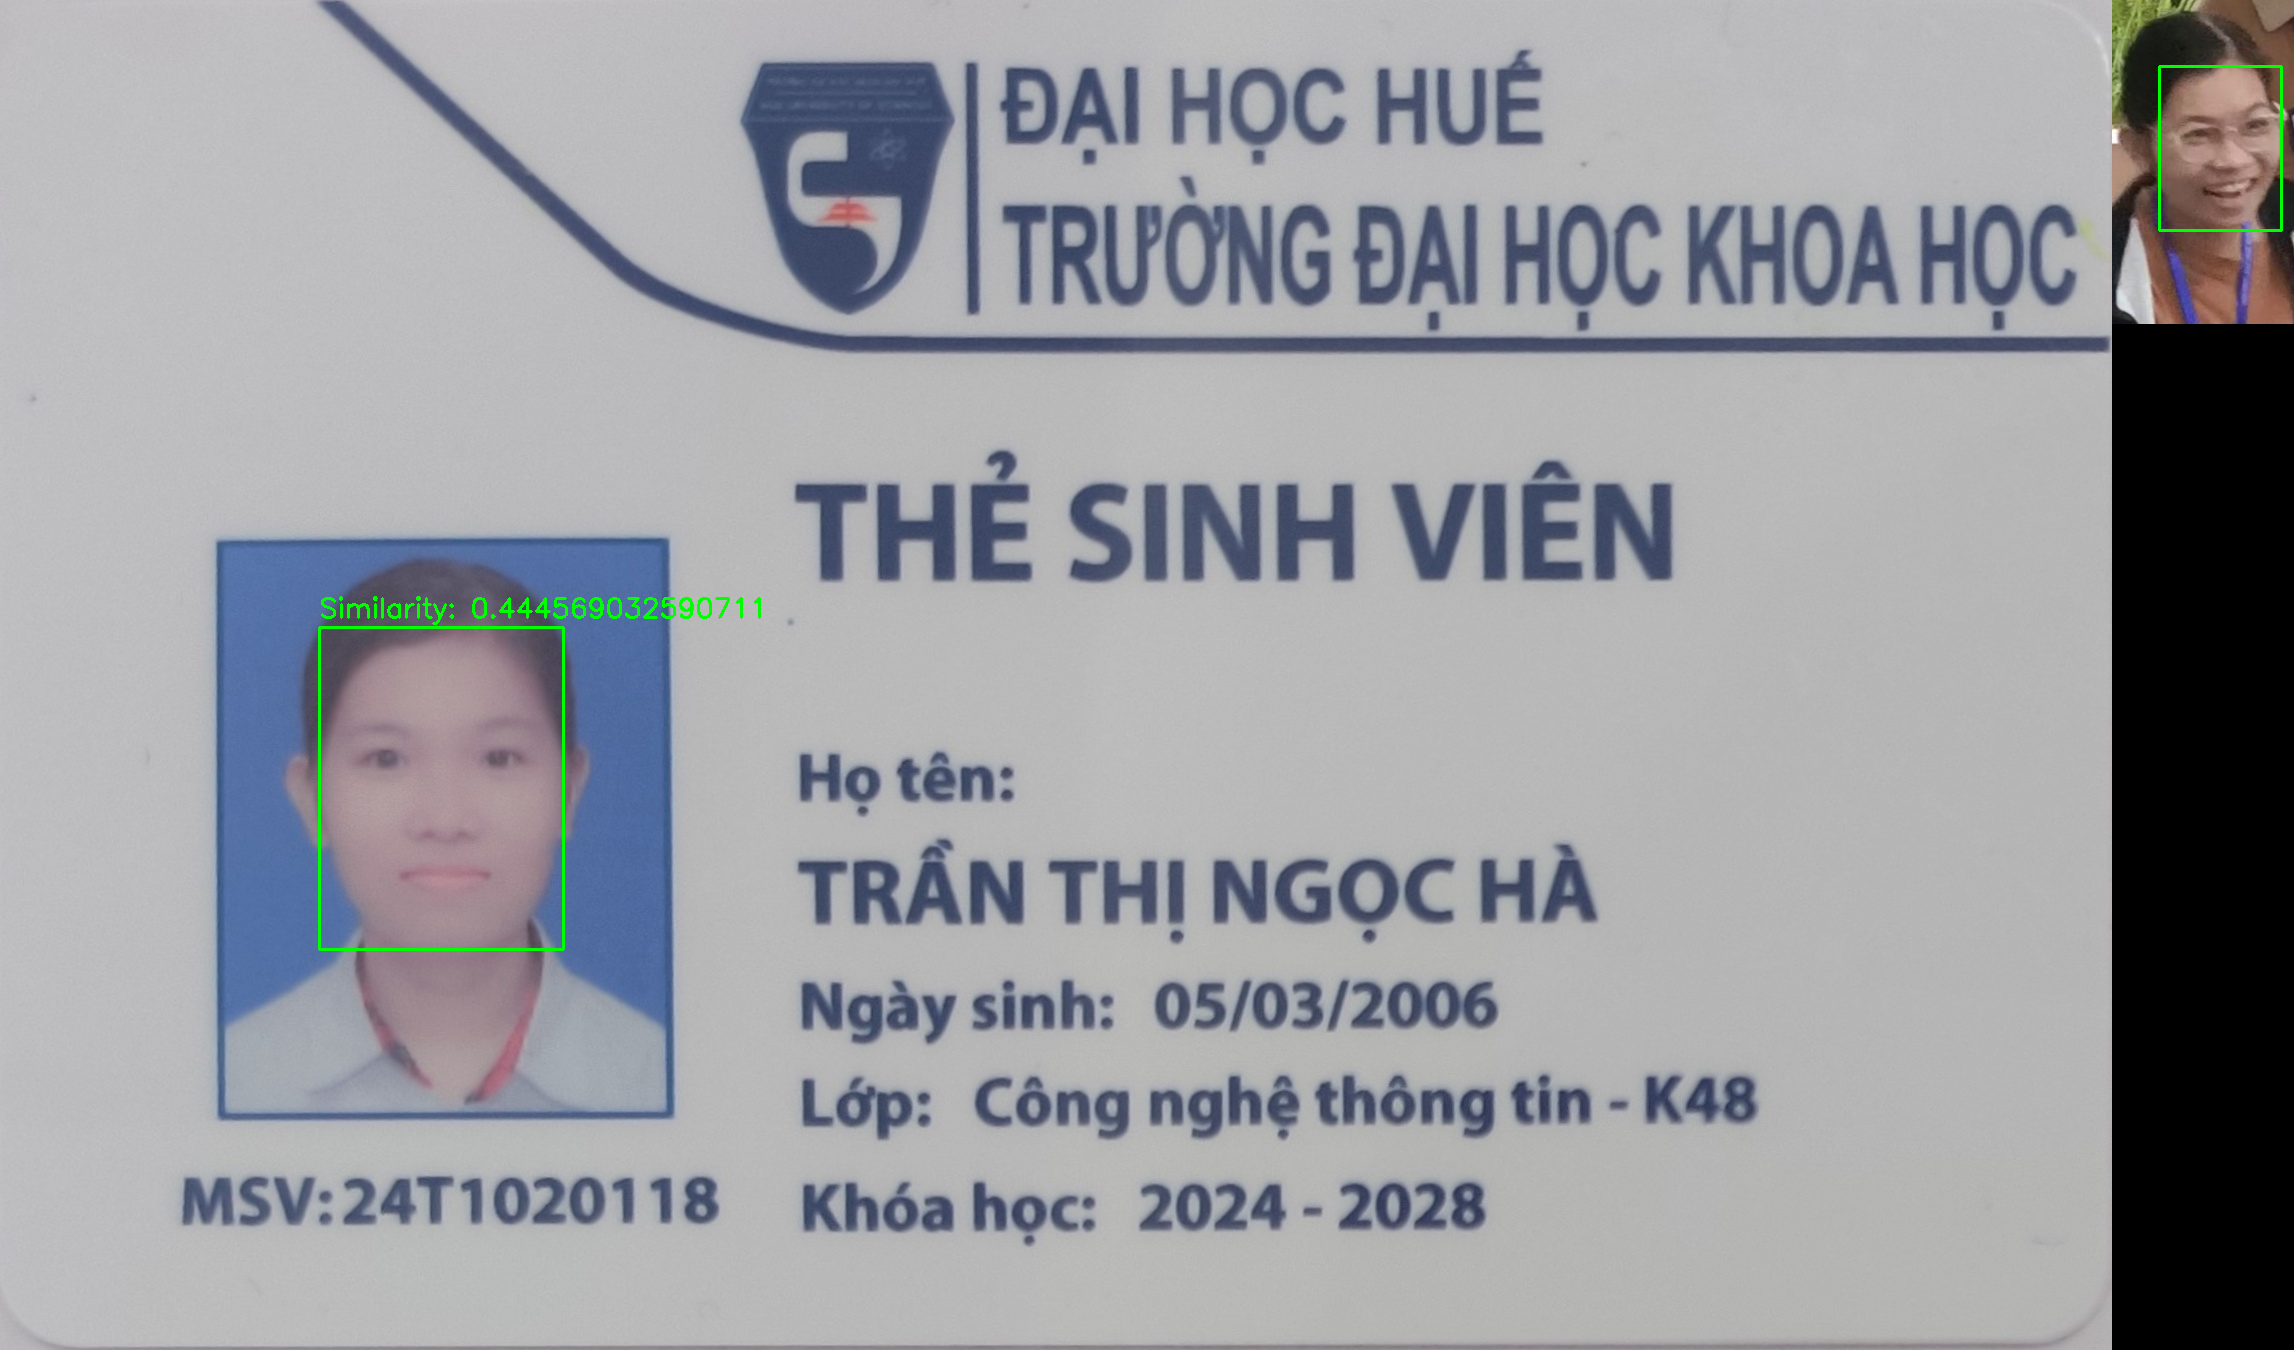 ĐẠI HỌC HUẾ
TRƯỜNG ĐẠI HỌC KHOA HỌC
THẺ SINH VIÊN
Similarity: 0.444569032590711
Họ tên:
TRẦN THỊ NGỌC HÀ
Ngày sinh: 05/03/2006
Lớp: Công nghệ thông tin - K48
MSV: 24T1020118
Khóa học: 2024 - 2028